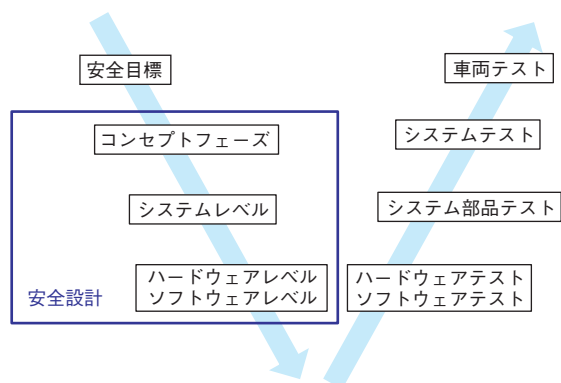 安全目標
車両テスト
コンセプトフェーズ
システムテスト
システムレベル
システム部品テスト
ハードウェアレベル
ソフトウェアレベル
ハードウェアテスト
ソフトウェアテスト
安全設計